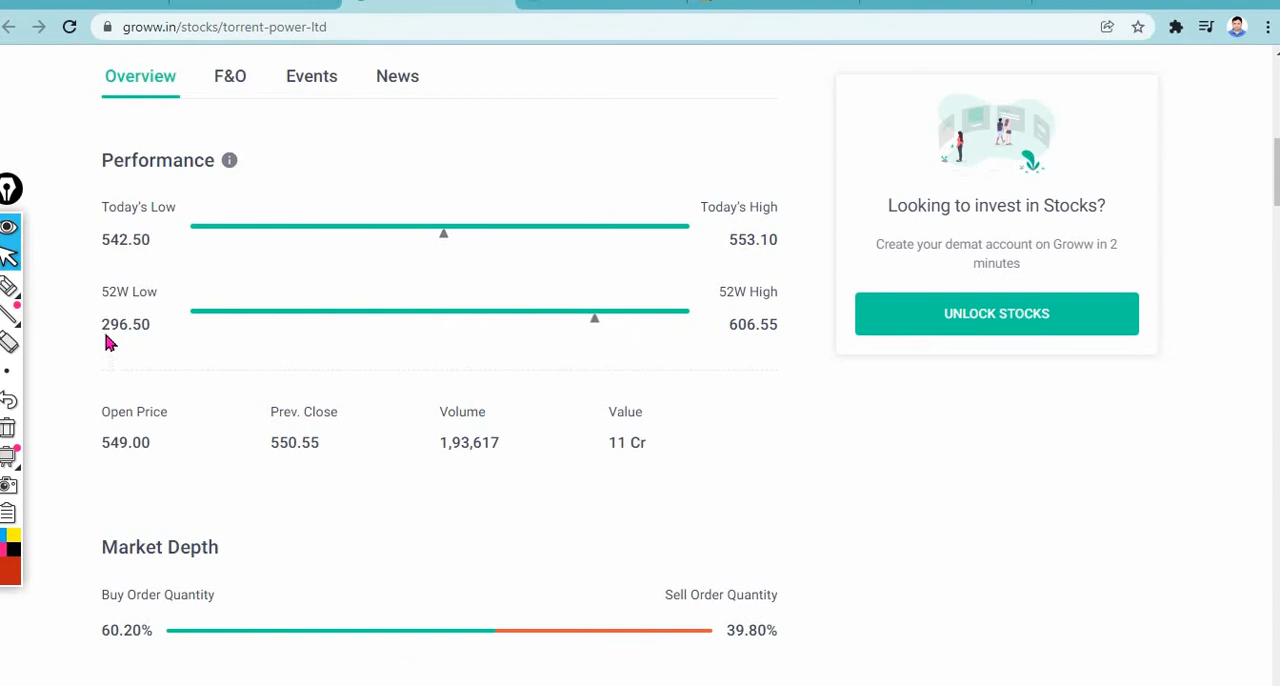 groww.in/stocks/torrent-power-ltd
Overview F&O Events News
Performance
Today's Low Today's High
542.50 553.10
52W Low 52W High
296.50 606.55
Open Price Prev. Close Volume Value
549.00 550.55 1,93,617 11 Cr
Market Depth
Buy Order Quantity Sell Order Quantity
60.20% 39.80%
Looking to invest in Stocks?
Create your demat account on Groww in 2
minutes
UNLOCK STOCKS